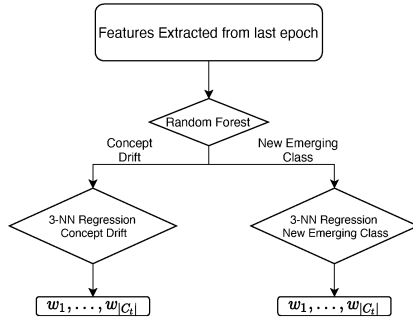 Features Extracted from last epoch
Random Forest
Concept
Drift
New Emerging
Class
3-NN Regression
Concept Drift
3-NN Regression
New Emerging Class
w₁, . . . , w|Cₜ|
w₁, . . . , w|Cₜ|